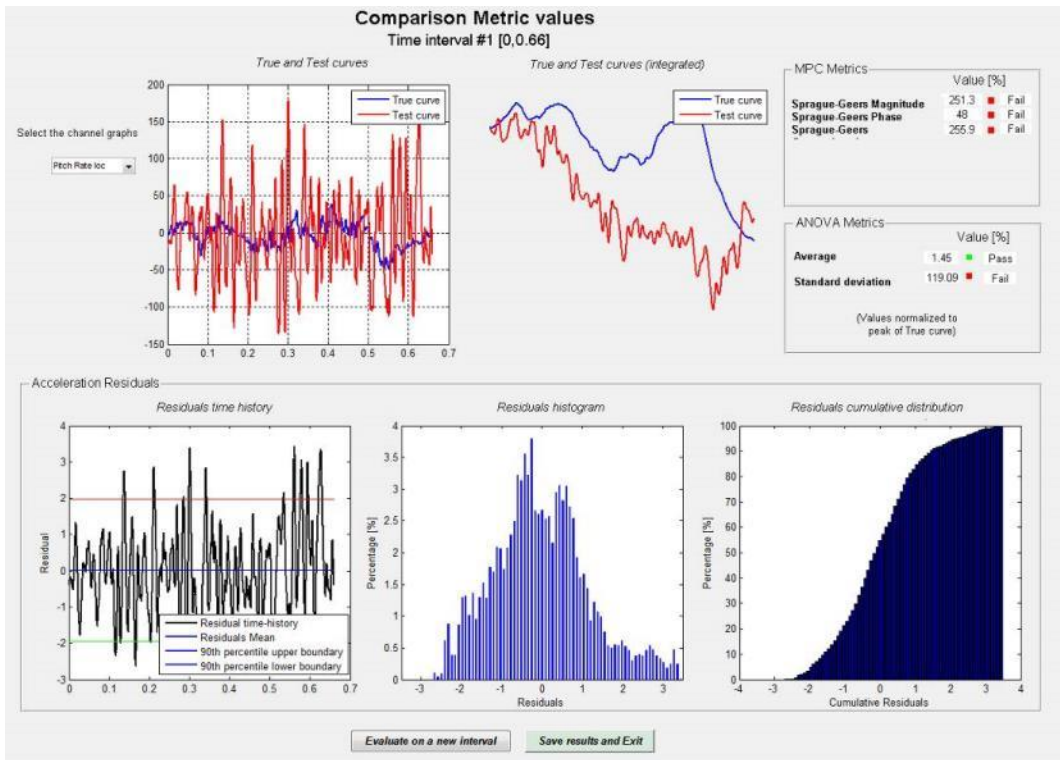 Comparison Metric values
Time interval #1 [0,0.66]
True and Test curves
True and Test curves (integrated)
Select the channel graphs
Pitch Rate loc
200
150
100
50
0
-50
-100
-150
0 0.1 0.2 0.3 0.4 0.5 0.6 0.7
True curve
Test curve
True curve
Test curve
MPC Metrics
Value [%]
Sprague-Geers Magnitude 251.3 Fail
Sprague-Geers Phase 48 Fail
Sprague-Geers 255.9 Fail
ANOVA Metrics
Value [%]
Average 1.45 Pass
Standard deviation 119.09 Fail
(Values normalized to
peak of True curve)
Acceleration Residuals
Residuals time history
Residual
4
3
2
1
0
-1
-2
-3
0 0.1 0.2 0.3 0.4 0.5 0.6 0.7
Residual time-history
Residuals Mean
90th percentile upper boundary
90th percentile lower boundary
Residuals histogram
Percentage [%]
4
3.5
3
2.5
2
1.5
1
0.5
0
-3 -2 -1 0 1 2 3
Residuals
Residuals cumulative distribution
Percentage [%]
100
90
80
70
60
50
40
30
20
10
0
-4 -3 -2 -1 0 1 2 3 4
Cumulative Residuals
Evaluate on a new interval
Save results and Exit